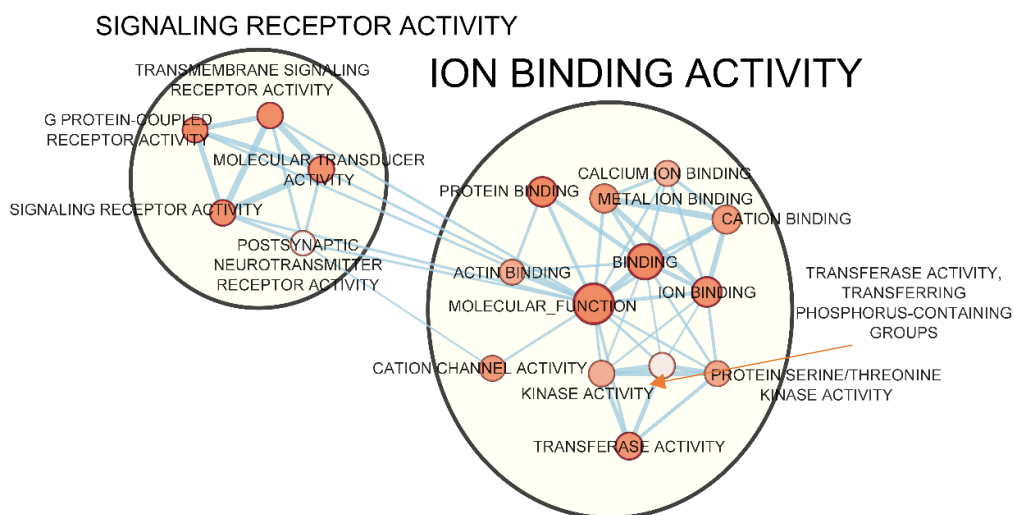 SIGNALING RECEPTOR ACTIVITY
TRANSMEMBRANE SIGNALING
RECEPTOR ACTIVITY
G PROTEIN-COUPLED
RECEPTOR ACTIVITY
MOLECULAR TRANSDUCER
ACTIVITY
SIGNALING RECEPTOR ACTIVITY
POSTSYNAPTIC
NEUROTRANSMITTER
RECEPTOR ACTIVITY
ION BINDING ACTIVITY
CALCIUM ION BINDING
PROTEIN BINDING
METAL ION BINDING
CATION BINDING
ACTIN BINDING
BINDING
MOLECULAR_FUNCTION
ION BINDING
TRANSFERASE ACTIVITY,
TRANSFERRING
PHOSPHORUS-CONTAINING
GROUPS
CATION CHANNEL ACTIVITY
KINASE ACTIVITY
PROTEIN SERINE/THREONINE
KINASE ACTIVITY
TRANSFERASE ACTIVITY